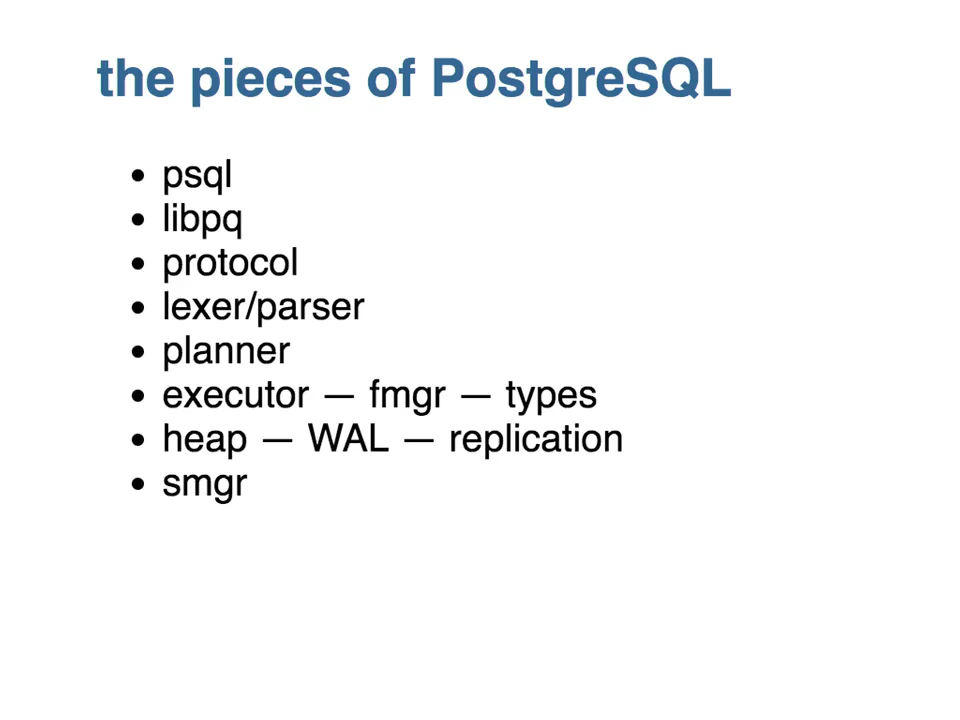 the pieces of PostgreSQL
• psql
• libpq
• protocol
• lexer/parser
• planner
• executor — fmgr — types
• heap — WAL — replication
• smgr